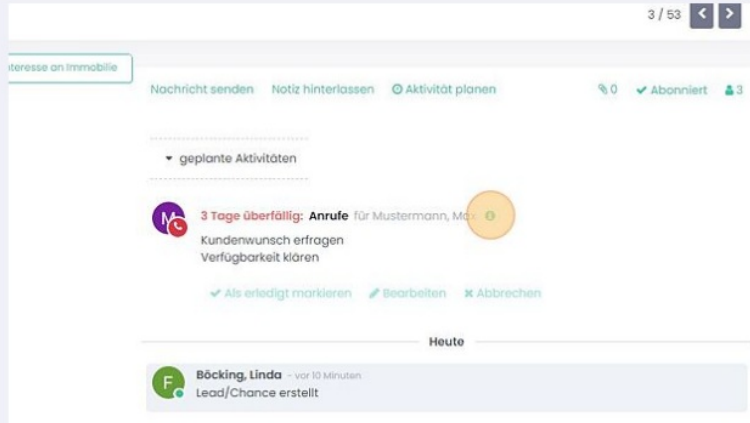 3 / 53
nteresse an Immobilie
Nachricht senden Notiz hinterlassen Aktivität planen 0 Abonniert 3
geplante Aktivitäten
M
3 Tage überfällig: Anrufe für Mustermann, Max
Kundenwunsch erfragen
Verfügbarkeit klären
Als erledigt markieren Bearbeiten Abbrechen
Heute
F
Böcking, Linda - vor 10 Minuten
Lead/Chance erstellt